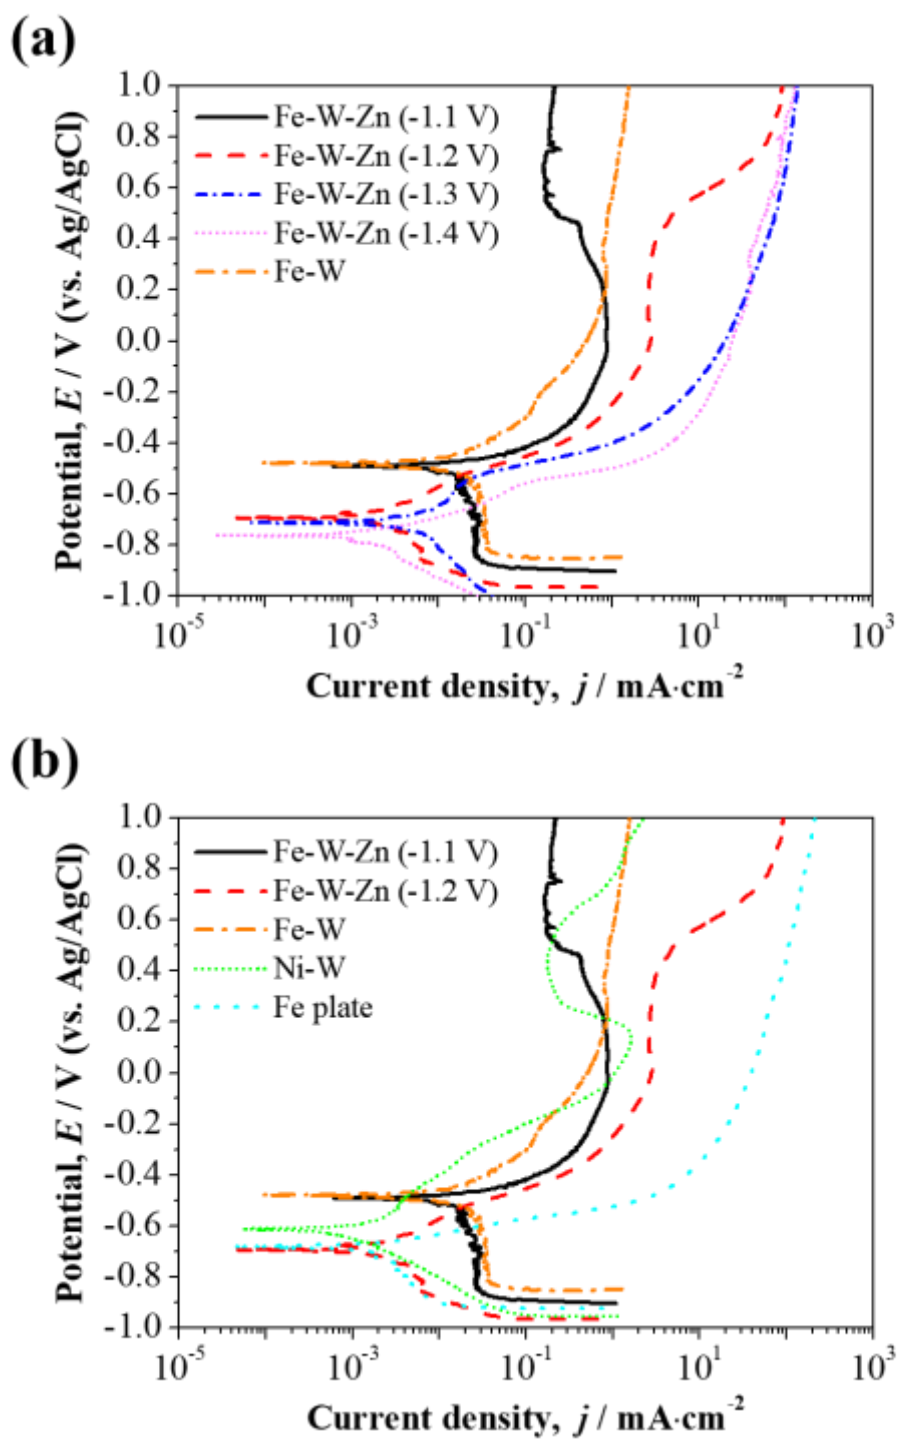 (a)
Potential, E / V (vs. Ag/AgCl)
1.0
0.8
0.6
0.4
0.2
0.0
-0.2
-0.4
-0.6
-0.8
-1.0
Fe-W-Zn (-1.1 V)
Fe-W-Zn (-1.2 V)
Fe-W-Zn (-1.3 V)
Fe-W-Zn (-1.4 V)
Fe-W
10⁻⁵ 10⁻³ 10⁻¹ 10¹ 10³
Current density, j / mA·cm⁻²
(b)
Potential, E / V (vs. Ag/AgCl)
1.0
0.8
0.6
0.4
0.2
0.0
-0.2
-0.4
-0.6
-0.8
-1.0
Fe-W-Zn (-1.1 V)
Fe-W-Zn (-1.2 V)
Fe-W
Ni-W
Fe plate
10⁻⁵ 10⁻³ 10⁻¹ 10¹ 10³
Current density, j / mA·cm⁻²